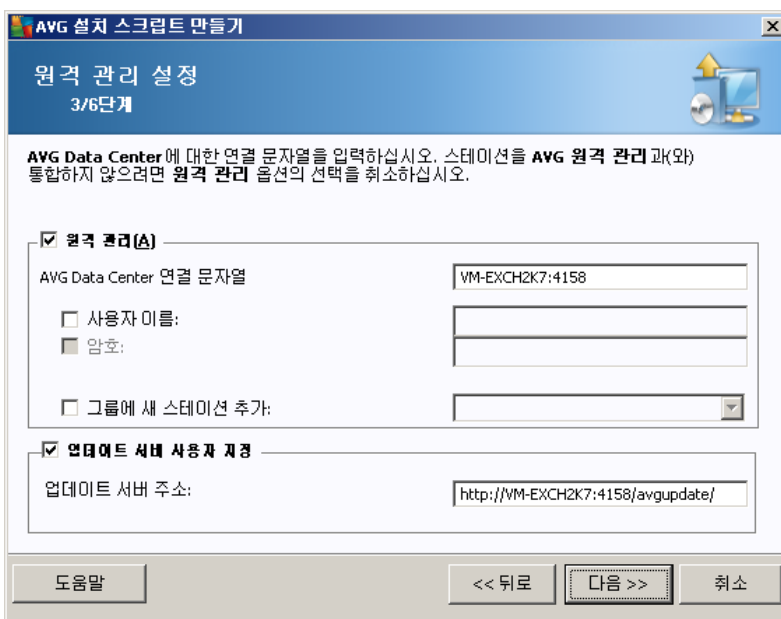 AVG 설치 스크립트 만들기
원격 관리 설정
3/6단계
AVG Data Center에 대한 연결 문자열을 입력하십시오. 스테이션을 AVG 원격 관리과(와)
통합하지 않으려면 원격 관리 옵션의 선택을 취소하십시오.
원격 관리(A)
AVG Data Center 연결 문자열 VM-EXCH2K7:4158
사용자 이름:
암호:
그룹에 새 스테이션 추가:
업데이트 서버 사용자 지정
업데이트 서버 주소: http://VM-EXCH2K7:4158/avgupdate/
도움말 << 뒤로 다음 >> 취소